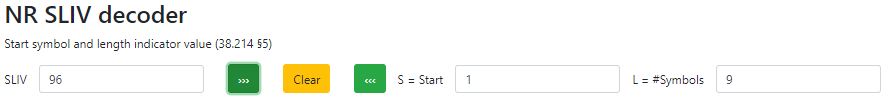 NR SLIV decoder
Start symbol and length indicator value (38.214 §5)
SLIV 96 ››› Clear ‹‹‹ S = Start 1 L = #Symbols 9